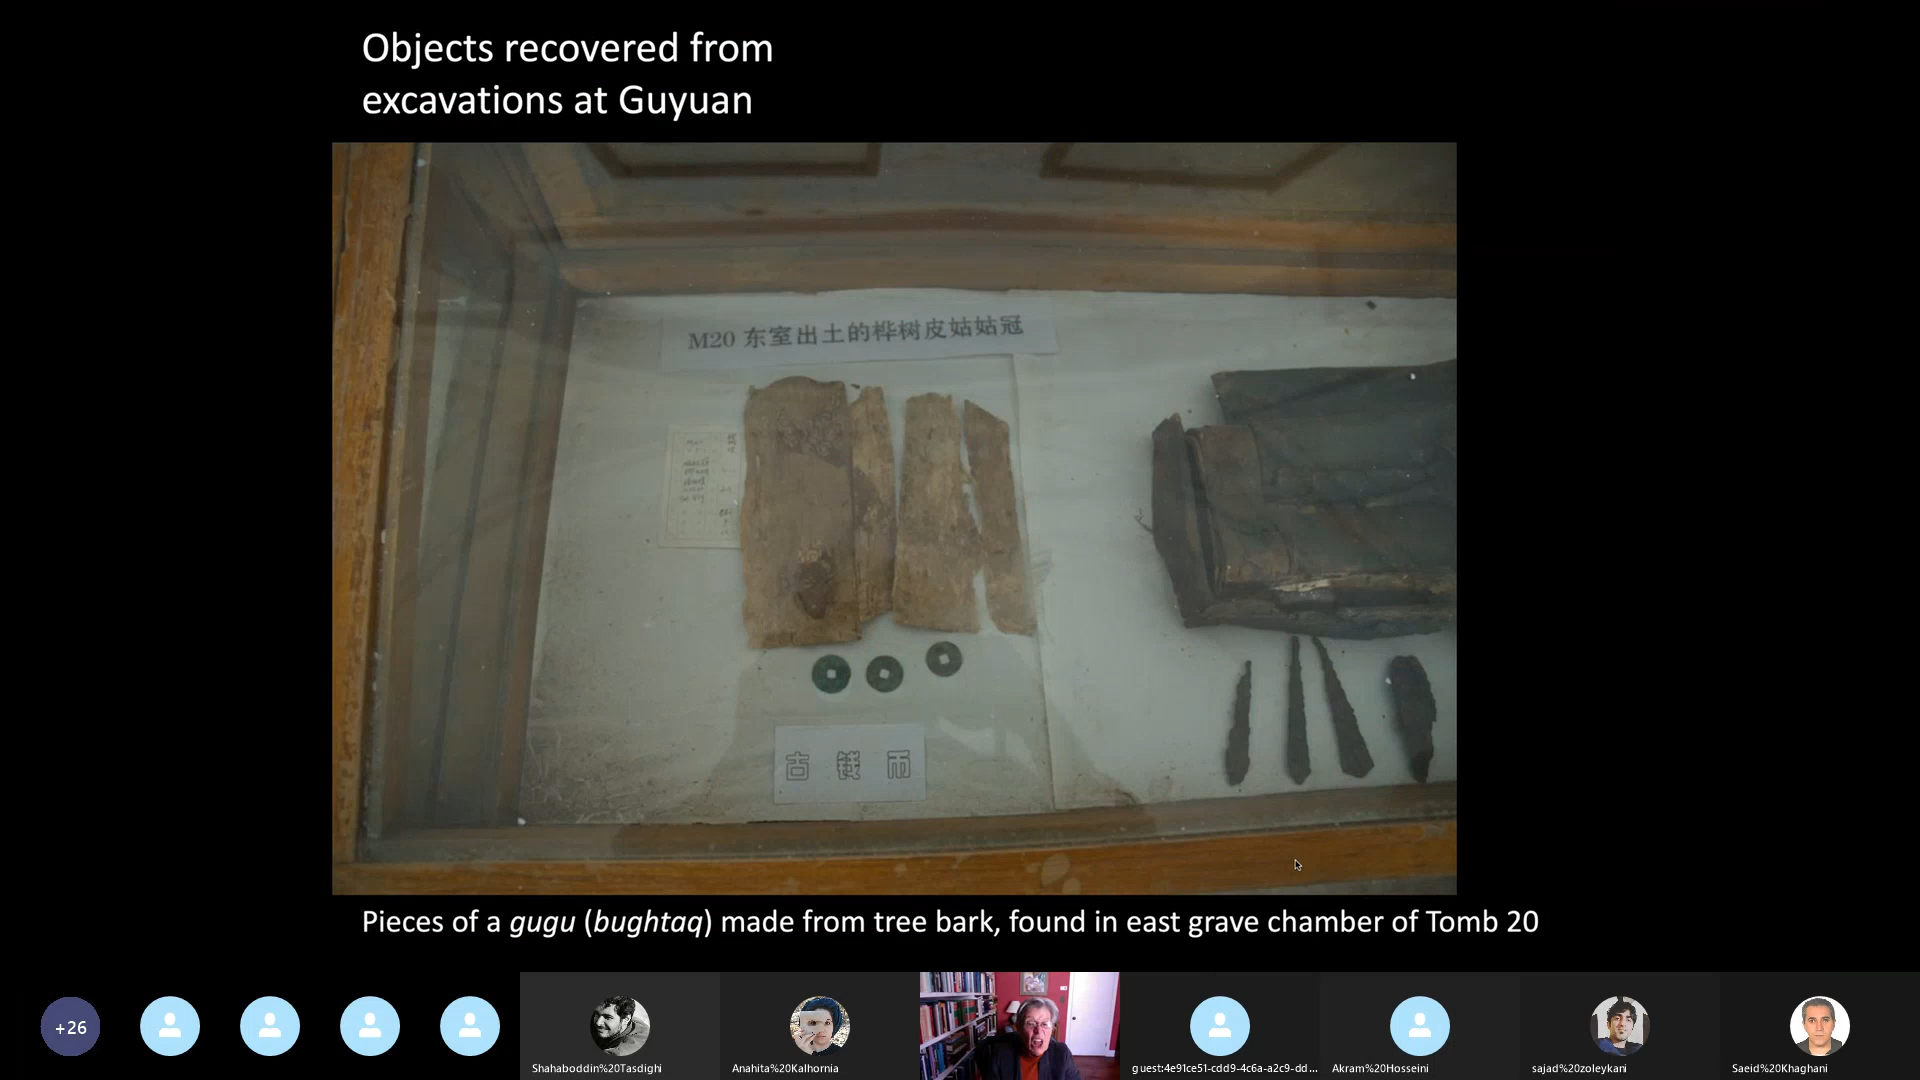 Objects recovered from
excavations at Guyuan
M20 东室出土的桦树皮姑姑冠
古 钱 币
Pieces of a gugu (bughtaq) made from tree bark, found in east grave chamber of Tomb 20
+26
Shahaboddin%20Tasdighi
Anahita%20Kalhornia
guest:4e91ce51-cdd9-4c6a-a2c9-dd...
Akram%20Hosseini
sajad%20zoleykani
Saeid%20Khaghani